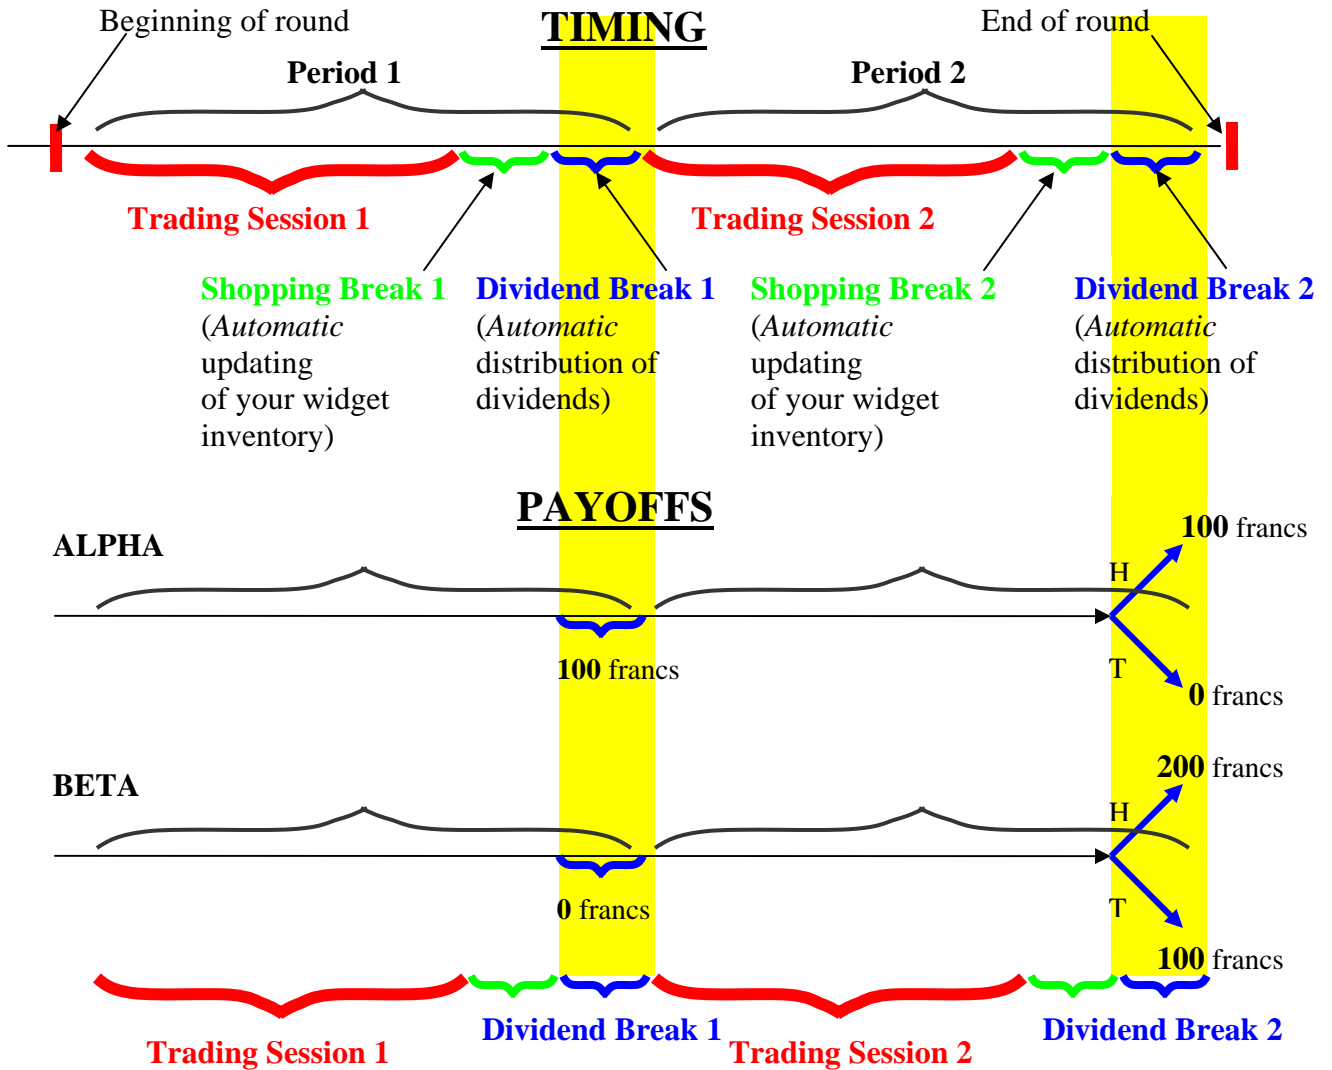 Beginning of round
TIMING
End of round
Period 1
Period 2
Trading Session 1
Trading Session 2
Shopping Break 1
(Automatic
updating
of your widget
inventory)
Dividend Break 1
(Automatic
distribution of
dividends)
Shopping Break 2
(Automatic
updating
of your widget
inventory)
Dividend Break 2
(Automatic
distribution of
dividends)
PAYOFFS
ALPHA
100 francs
H
100 francs
T
0 francs
BETA
200 francs
H
0 francs
T
100 francs
Trading Session 1
Dividend Break 1
Trading Session 2
Dividend Break 2